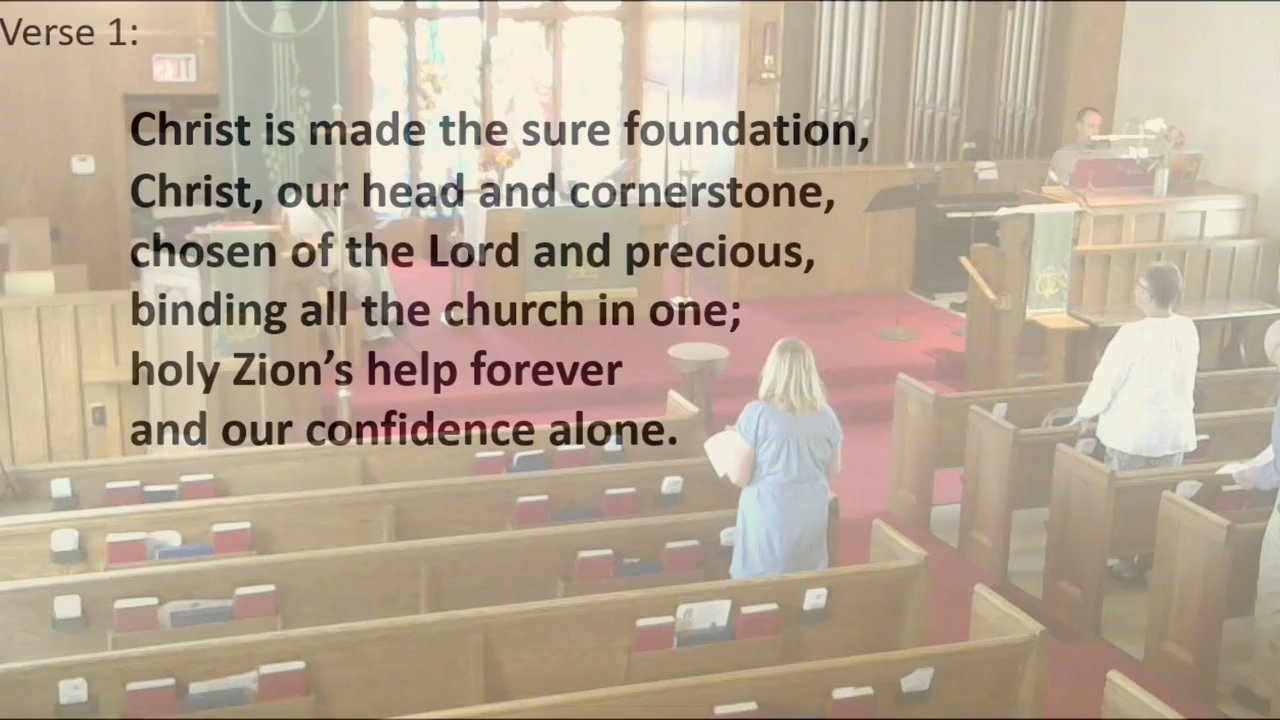 Verse 1:
EXIT
Christ is made the sure foundation,
Christ, our head and cornerstone,
chosen of the Lord and precious,
binding all the church in one;
holy Zion’s help forever
and our confidence alone.